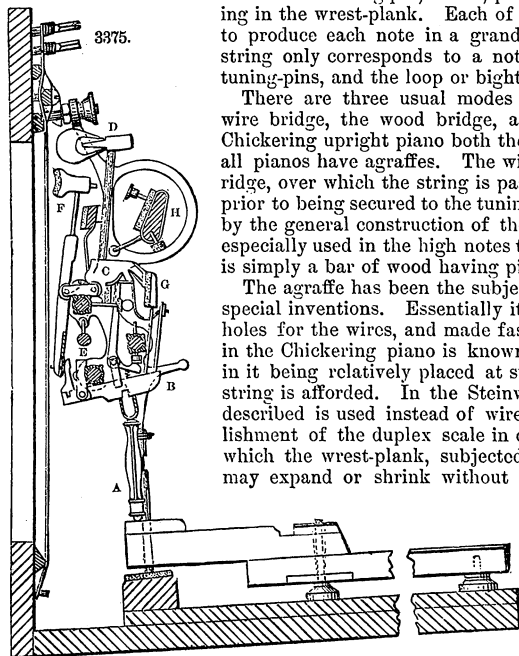 3375.
D
F
H
C
G
E
B
A
ing in the wrest-plank. Each of
to produce each note in a grand
string only corresponds to a not
tuning-pins, and the loop or bight
There are three usual modes
wire bridge, the wood bridge, a
Chickering upright piano both the
all pianos have agraffes. The wi
ridge, over which the string is pa
prior to being secured to the tunin
by the general construction of th
especially used in the high notes t
is simply a bar of wood having pi
The agraffe has been the subje
special inventions. Essentially it
holes for the wires, and made fas
in the Chickering piano is known
in it being relatively placed at s
string is afforded. In the Steinw
described is used instead of wire
lishment of the duplex scale in c
which the wrest-plank, subjected
may expand or shrink without